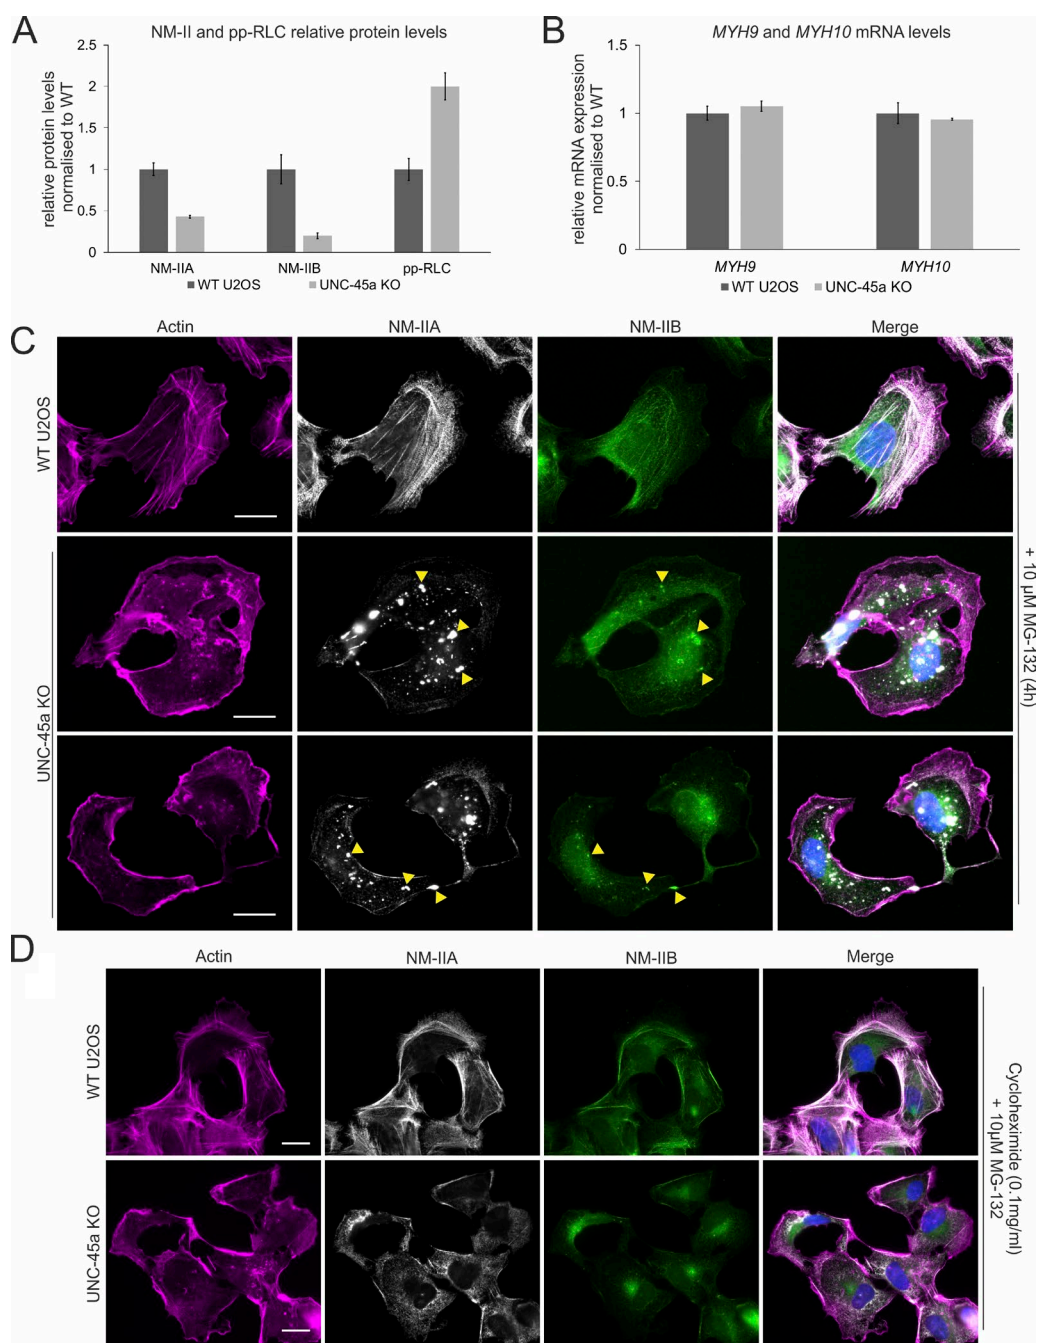 A
NM-II and pp-RLC relative protein levels
relative protein levels
normalised to WT
2.5
2
1.5
1
0.5
0
NM-IIA
NM-IIB
pp-RLC
WT U2OS
UNC-45a KO
B
MYH9 and MYH10 mRNA levels
relative mRNA expression
normalised to WT
1.5
1
0.5
0
MYH9
MYH10
WT U2OS
UNC-45a KO
C
Actin
NM-IIA
NM-IIB
Merge
WT U2OS
UNC-45a KO
+ 10 µM MG-132 (4h)
D
Actin
NM-IIA
NM-IIB
Merge
WT U2OS
UNC-45a KO
Cycloheximide (0.1mg/ml)
+ 10µM MG-132